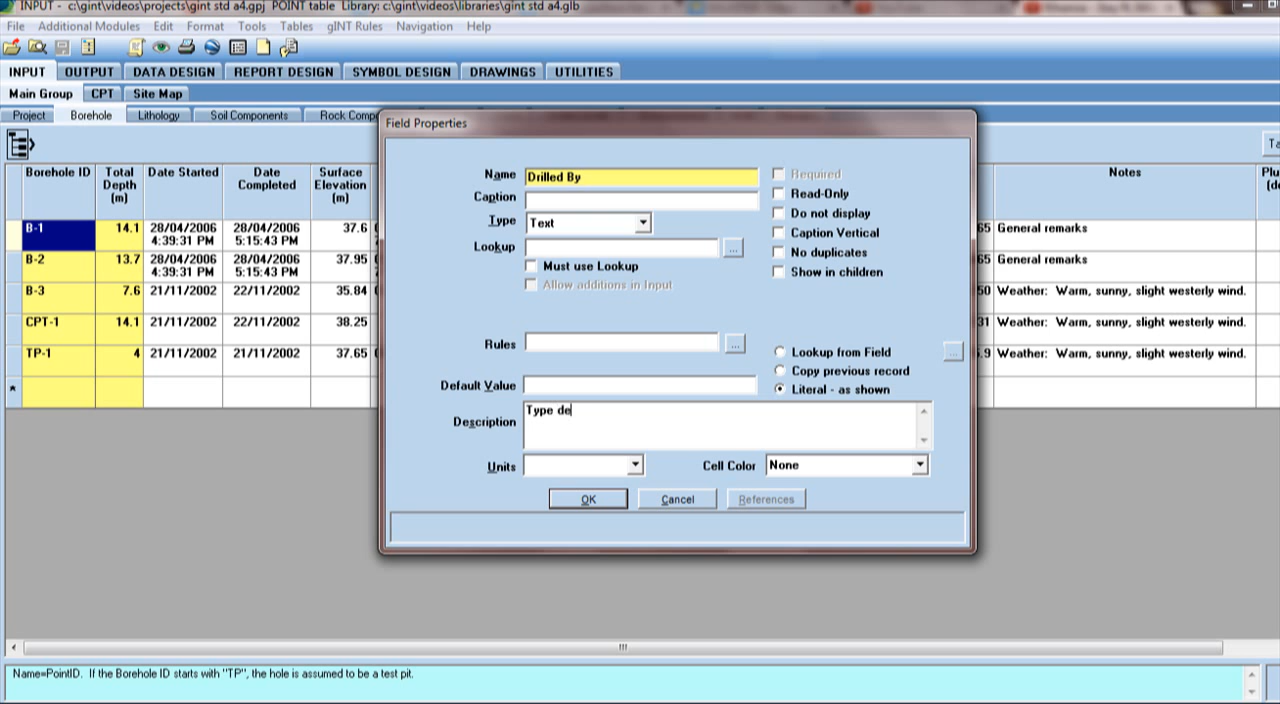 INPUT - c:\gint\videos\projects\gint std a4.gpj POINT table Library: c:\gint\videos\libraries\gint std a4.glb
File Additional Modules Edit Format Tools Tables gINT Rules Navigation Help
INPUT OUTPUT DATA DESIGN REPORT DESIGN SYMBOL DESIGN DRAWINGS UTILITIES
Main Group CPT Site Map
Project Borehole Lithology Soil Components Rock Comp
Field Properties
Borehole ID Total Depth (m) Date Started Date Completed Surface Elevation (m) Notes
B-1 14.1 28/04/2006 4:39:31 PM 28/04/2006 5:15:43 PM 37.6 65 General remarks
B-2 13.7 28/04/2006 4:39:31 PM 28/04/2006 5:15:43 PM 37.95 65 General remarks
B-3 7.6 21/11/2002 22/11/2002 35.84 50 Weather: Warm, sunny, slight westerly wind.
CPT-1 14.1 21/11/2002 22/11/2002 38.25 31 Weather: Warm, sunny, slight westerly wind.
TP-1 4 21/11/2002 21/11/2002 37.65 .9 Weather: Warm, sunny, slight westerly wind.
*
Name Drilled By
Caption
Type Text
Lookup ...
Must use Lookup
Allow additions in Input
Required
Read-Only
Do not display
Caption Vertical
No duplicates
Show in children
Rules ...
Lookup from Field ...
Copy previous record
Literal - as shown
Default Value
Description Type de
Units Cell Color None
OK Cancel References
Name=PointID. If the Borehole ID starts with "TP", the hole is assumed to be a test pit.